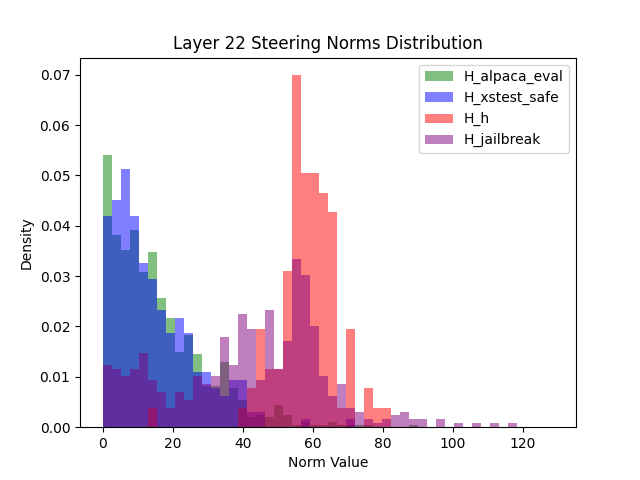 Layer 22 Steering Norms Distribution
H_alpaca_eval
H_xstest_safe
H_h
H_jailbreak
0.07
0.06
0.05
0.04
0.03
0.02
0.01
0.00
Density
0 20 40 60 80 100 120
Norm Value